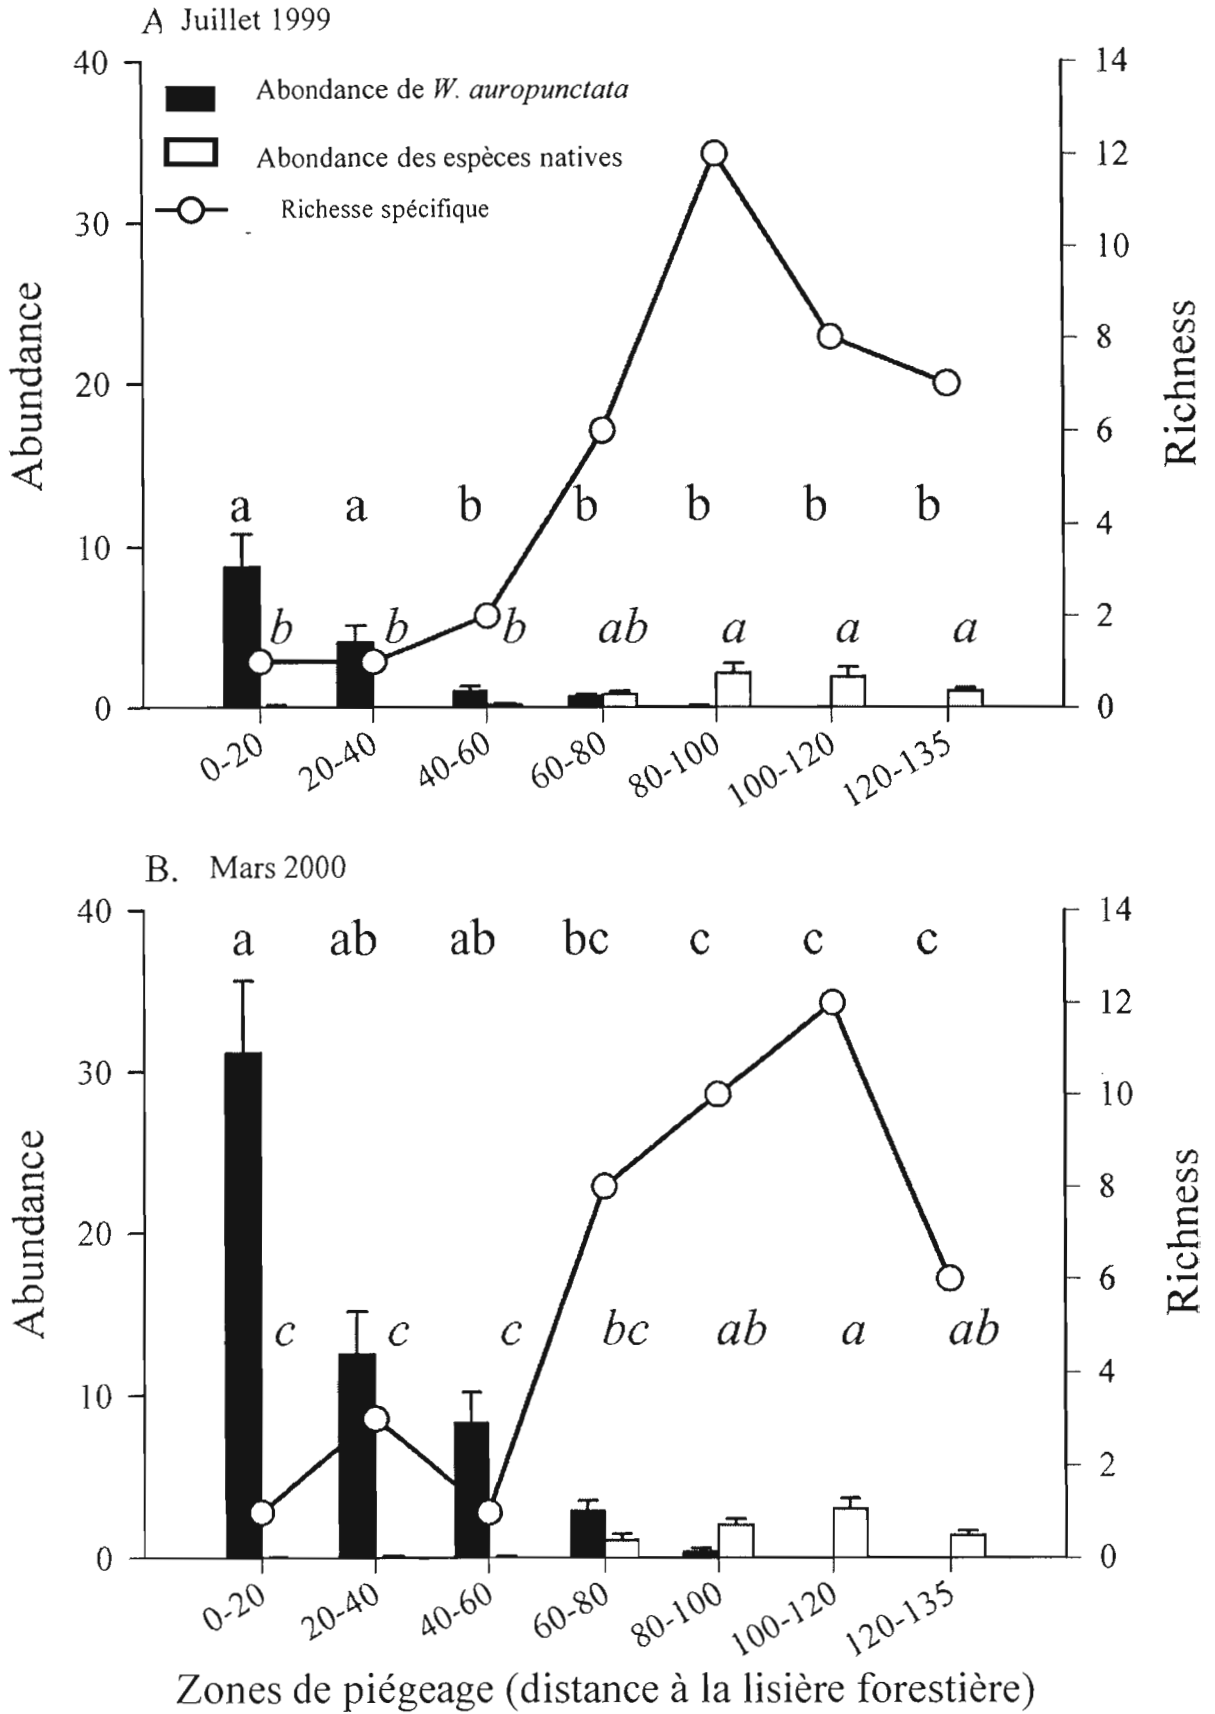 A Juillet 1999
40
30
20
10
0
Abundance
Abondance de W. auropunctata
Abondance des espèces natives
Richesse spécifique
14
12
10
8
6
4
2
0
Richness
a a b b b b b
b b b ab a a a
0-20 20-40 40-60 60-80 80-100 100-120 120-135
B. Mars 2000
40
30
20
10
0
Abundance
14
12
10
8
6
4
2
0
Richness
a ab ab bc c c c
c c c bc ab a ab
0-20 20-40 40-60 60-80 80-100 100-120 120-135
Zones de piégeage (distance à la lisière forestière)